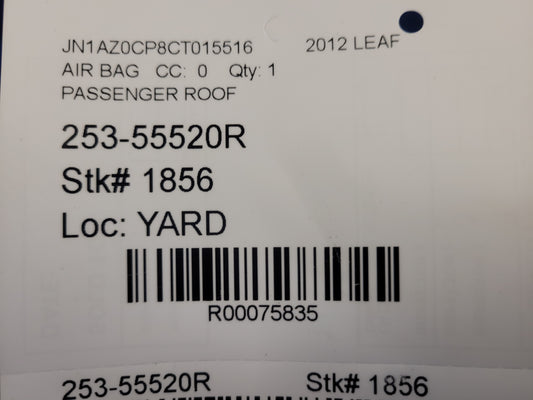 JN1AZ0CP8CT015516 2012 LEAF
AIR BAG CC: 0 Qty: 1
PASSENGER ROOF
253-55520R
Stk# 1856
Loc: YARD
R00075835
253-55520R Stk# 1856